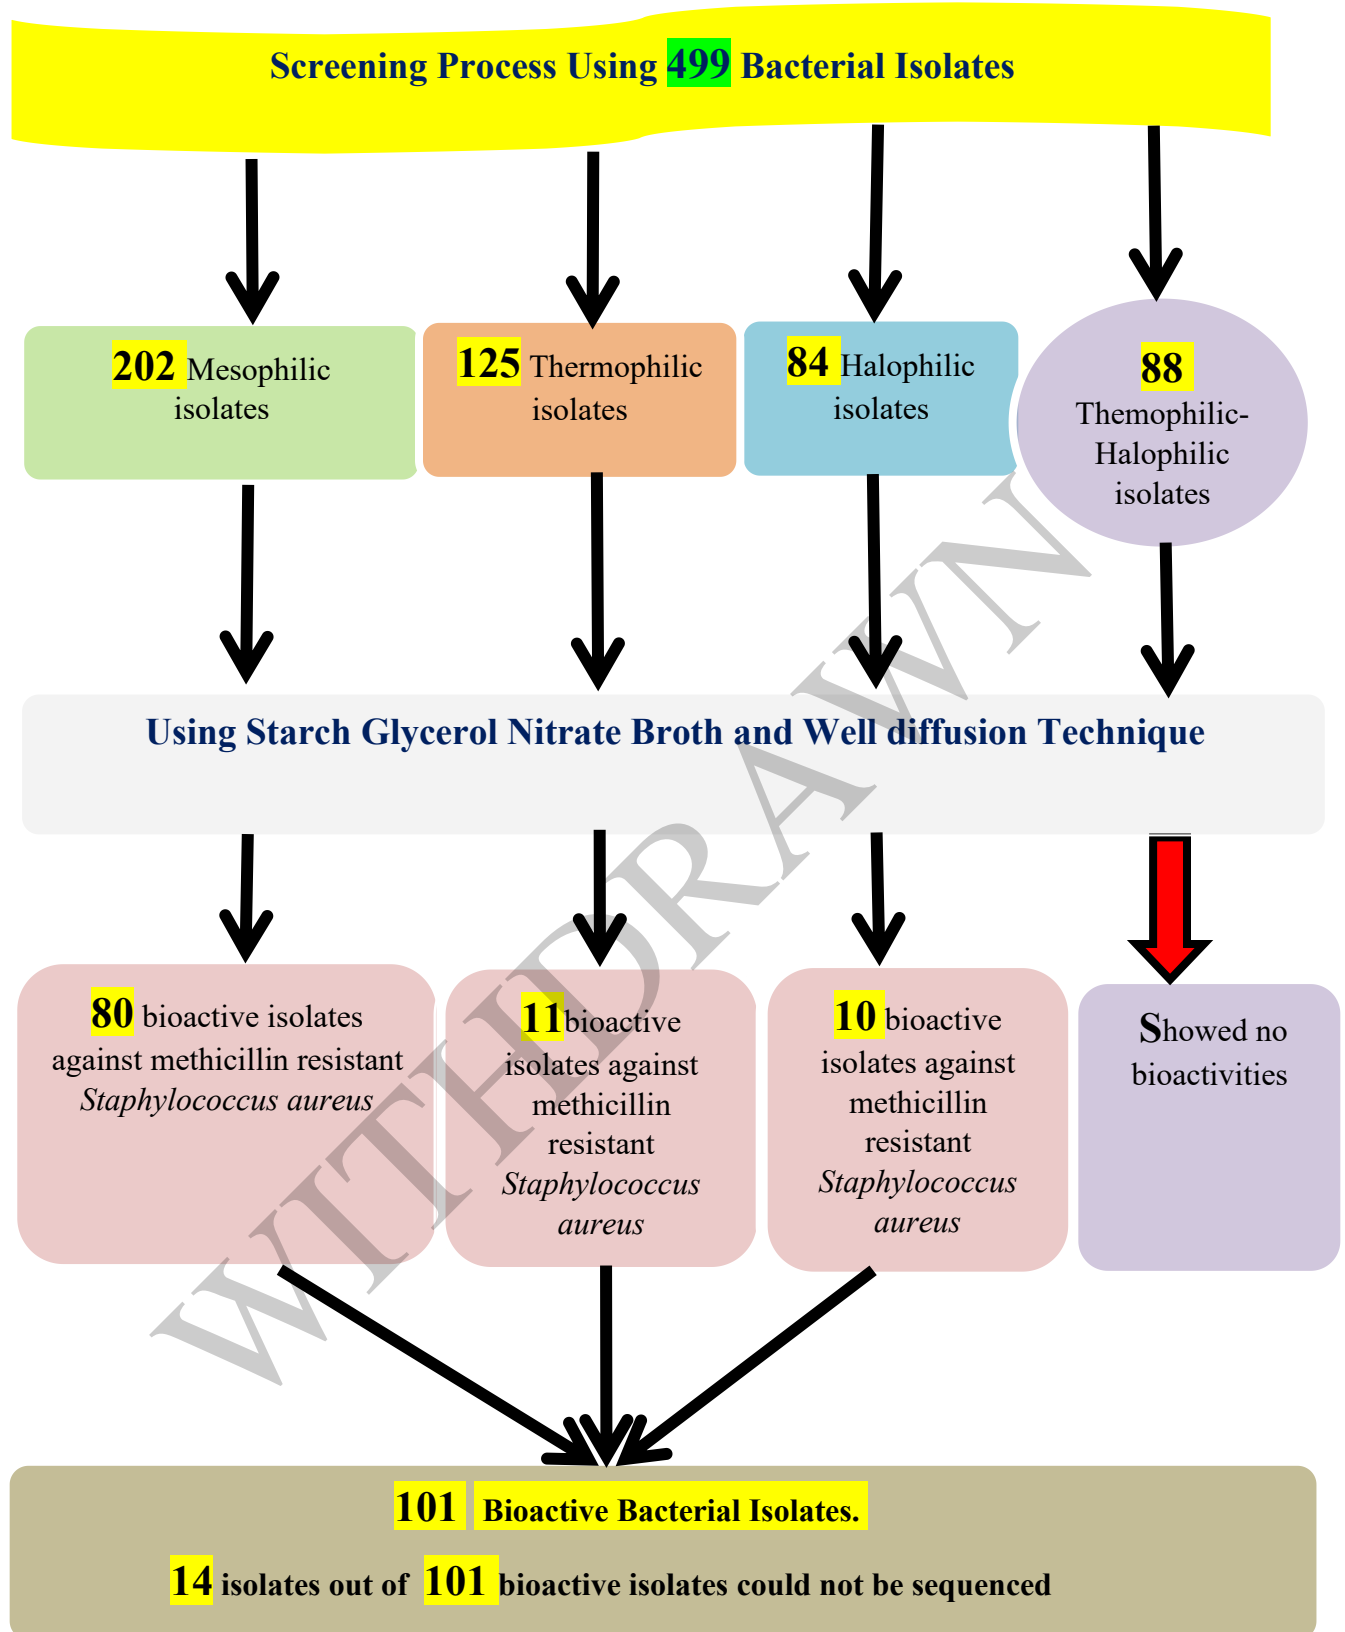 Screening Process Using 499 Bacterial Isolates
202 Mesophilic
isolates
125 Thermophilic
isolates
84 Halophilic
isolates
88
Themophilic-
Halophilic
isolates
Using Starch Glycerol Nitrate Broth and Well diffusion Technique
80 bioactive isolates
against methicillin resistant
Staphylococcus aureus
11bioactive
isolates against
methicillin
resistant
Staphylococcus
aureus
10 bioactive
isolates against
methicillin
resistant
Staphylococcus
aureus
Showed no
bioactivities
101 Bioactive Bacterial Isolates.
14 isolates out of 101 bioactive isolates could not be sequenced
WITHDRAWN